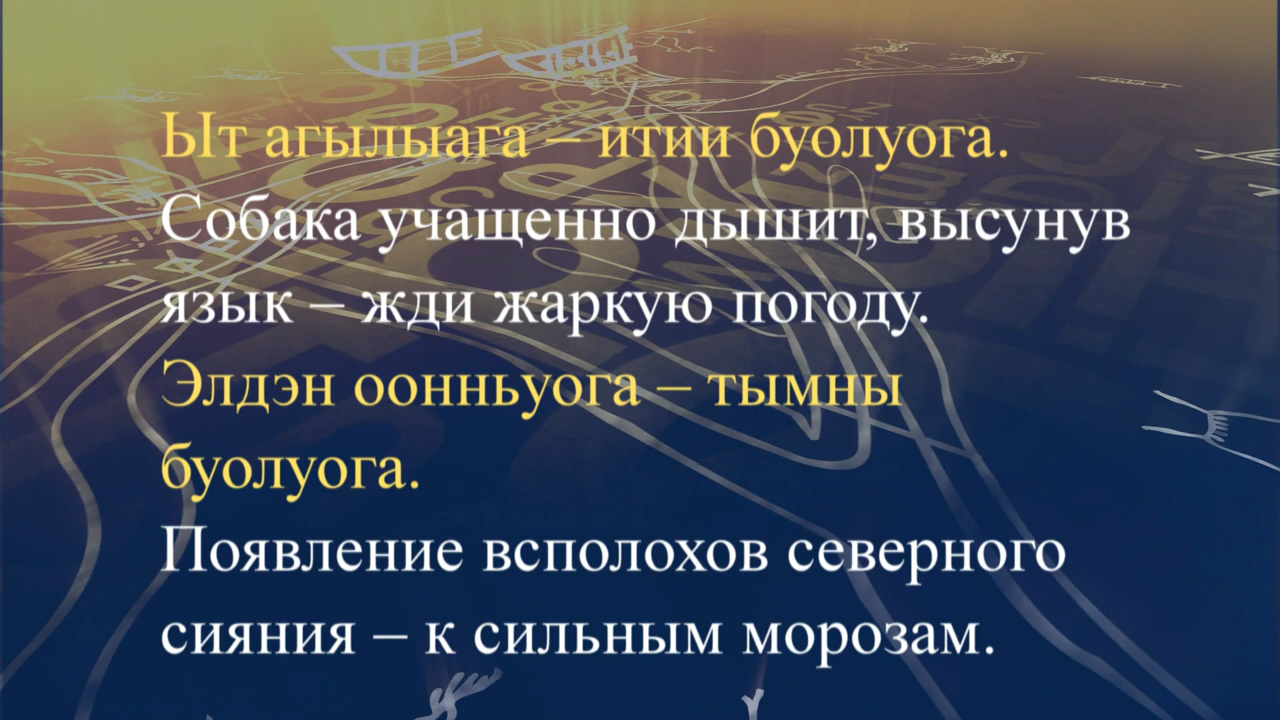 Ыт агылыага – итии буолуога.
Собака учащенно дышит, высунув
язык – жди жаркую погоду.
Элдэн оонньуога – тымны
буолуога.
Появление всполохов северного
сияния – к сильным морозам.